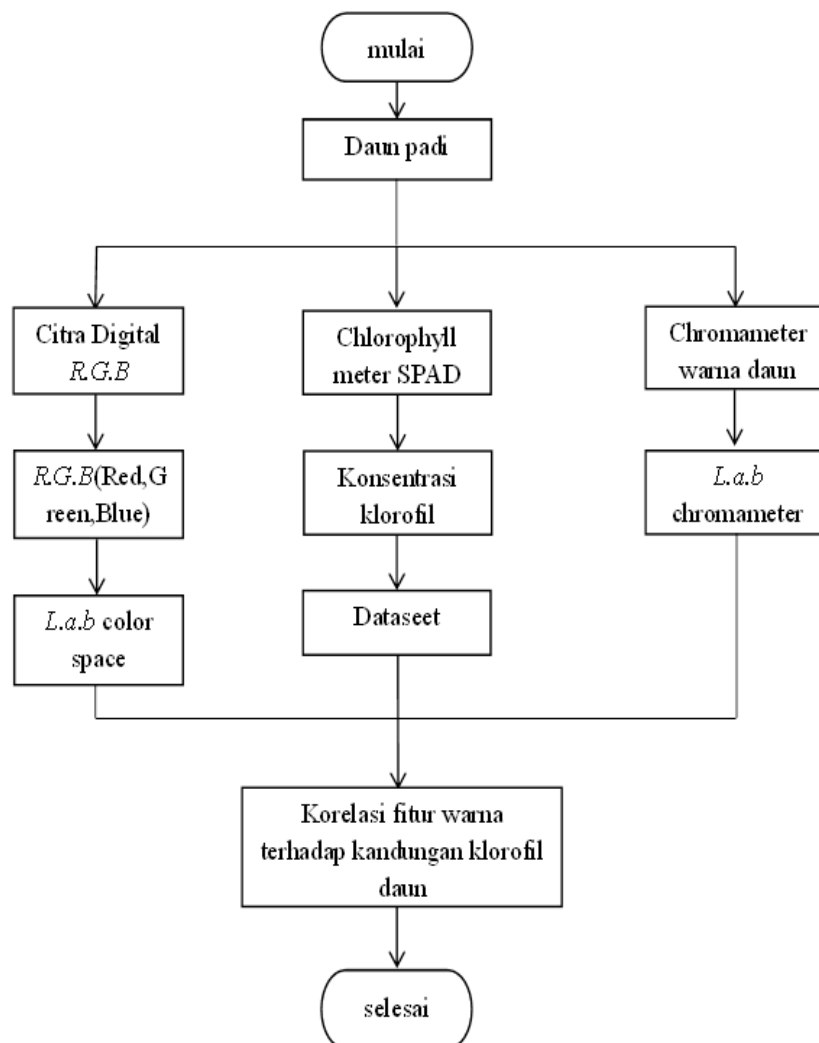 mulai
Daun padi
Citra Digital
R.G.B
Chlorophyll
meter SPAD
Chromameter
warna daun
R.G.B(Red,G
reen,Blue)
Konsentrasi
klorofil
L.a.b
chromameter
L.a.b color
space
Dataseet
Korelasi fitur warna
terhadap kandungan klorofil
daun
selesai